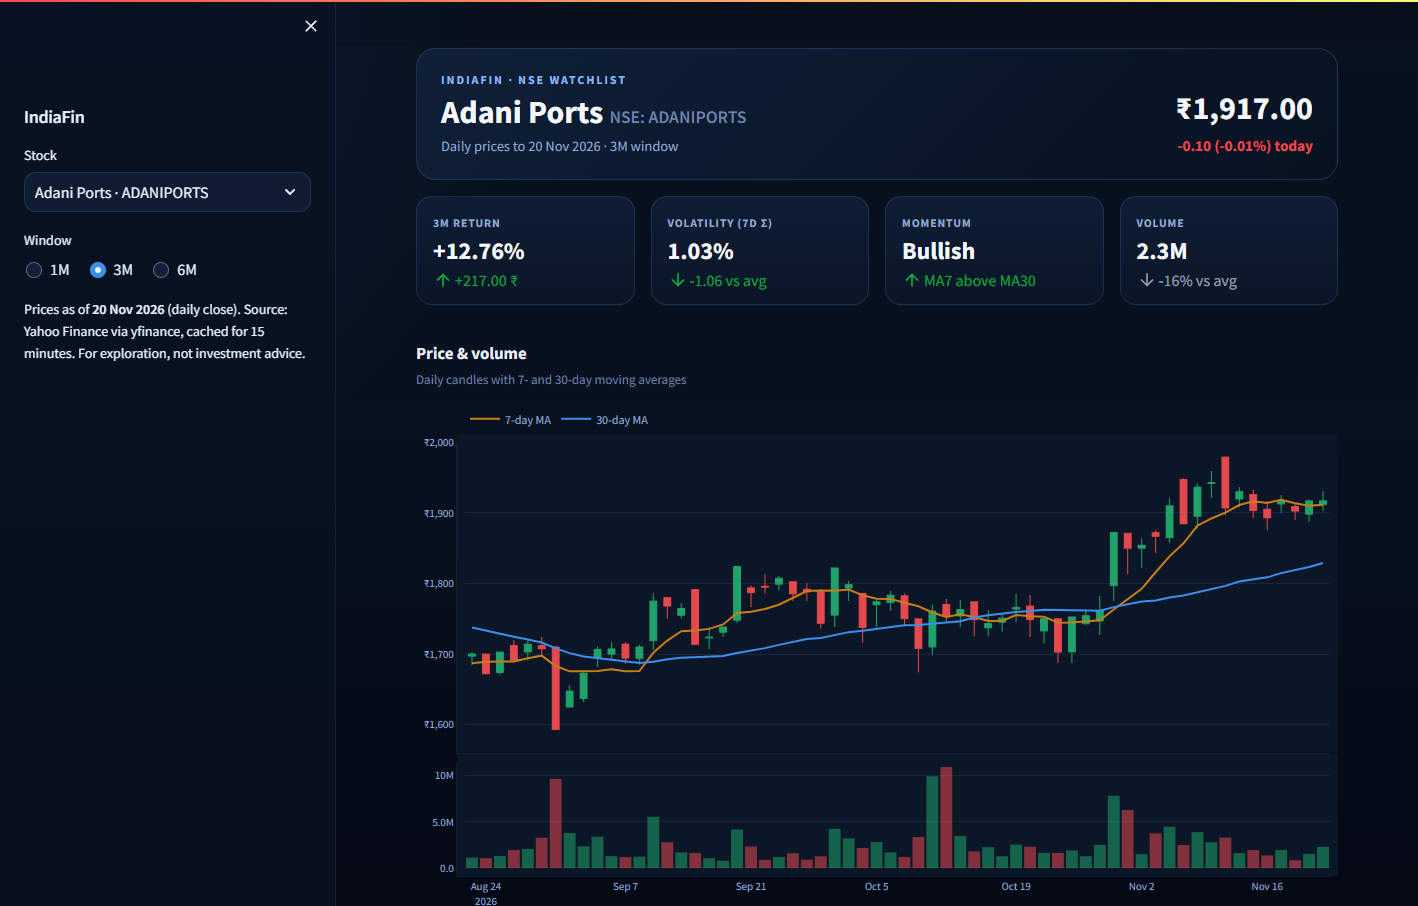 IndiaFin
Stock
Adani Ports · ADANIPORTS
Window
1M 3M 6M
Prices as of 20 Nov 2026 (daily close). Source:
Yahoo Finance via yfinance, cached for 15
minutes. For exploration, not investment advice.
INDIAFIN · NSE WATCHLIST
Adani Ports NSE: ADANIPORTS
Daily prices to 20 Nov 2026 · 3M window
₹1,917.00
-0.10 (-0.01%) today
3M RETURN
+12.76%
↑ +217.00 ₹
VOLATILITY (7D Σ)
1.03%
↓ -1.06 vs avg
MOMENTUM
Bullish
↑ MA7 above MA30
VOLUME
2.3M
↓ -16% vs avg
Price & volume
Daily candles with 7- and 30-day moving averages
7-day MA 30-day MA
₹2,000
₹1,900
₹1,800
₹1,700
₹1,600
10M
5.0M
0.0
Aug 24 Sep 7 Sep 21 Oct 5 Oct 19 Nov 2 Nov 16
2026